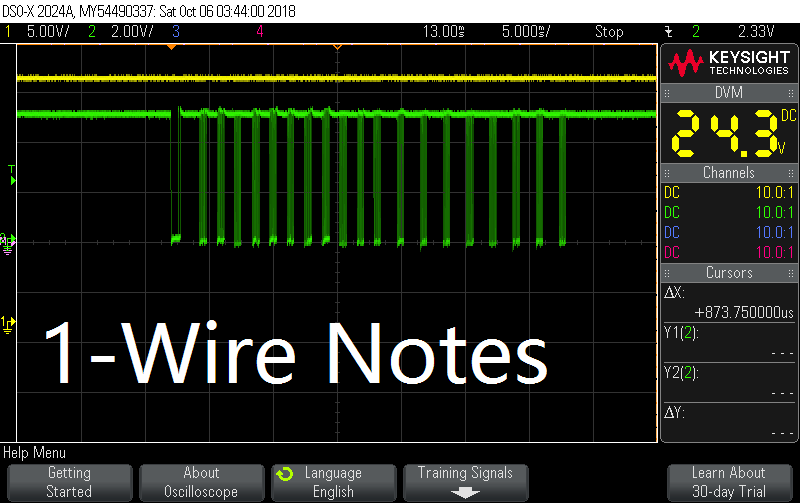 DSO-X 2024A, MY54490337: Sat Oct 06 03:44:00 2018
1 5.00V/ 2 2.00V/ 3 4 13.00ms 5.000ms/ Stop 2 2.33V
KEYSIGHT
TECHNOLOGIES
DVM
DC
24.3
V
Channels
DC 10.0:1
DC 10.0:1
DC 10.0:1
DC 10.0:1
Cursors
ΔX:
+873.750000us
Y1(2):
- - -
Y2(2):
- - -
ΔY:
- - -
T
1
1-Wire Notes
Help Menu
Getting
Started
About
Oscilloscope
Language
English
Training Signals
Learn About
30-day Trial